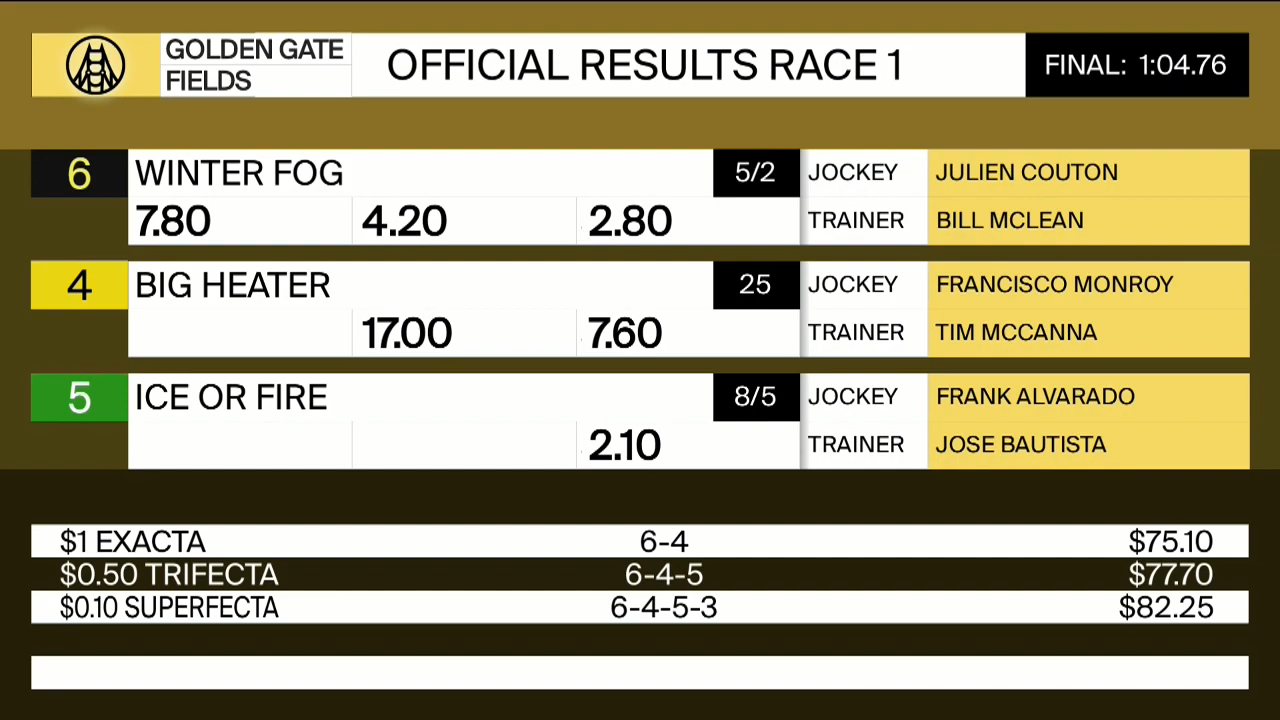 GOLDEN GATE
FIELDS
OFFICIAL RESULTS RACE 1
FINAL: 1:04.76
6 WINTER FOG 5/2 JOCKEY JULIEN COUTON
7.80 4.20 2.80 TRAINER BILL MCLEAN
4 BIG HEATER 25 JOCKEY FRANCISCO MONROY
17.00 7.60 TRAINER TIM MCCANNA
5 ICE OR FIRE 8/5 JOCKEY FRANK ALVARADO
2.10 TRAINER JOSE BAUTISTA
$1 EXACTA 6-4 $75.10
$0.50 TRIFECTA 6-4-5 $77.70
$0.10 SUPERFECTA 6-4-5-3 $82.25